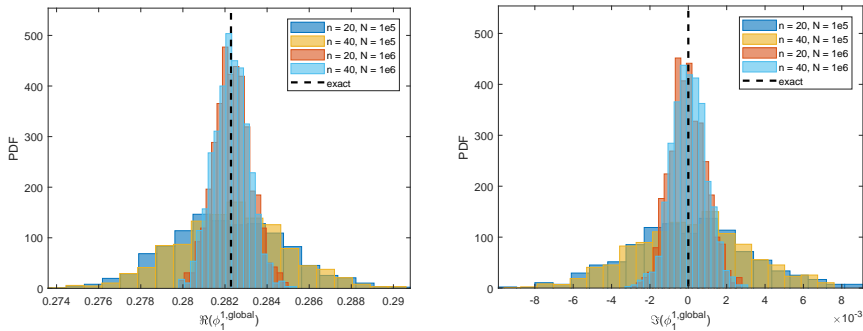 n = 20, N = 1e5
n = 40, N = 1e5
n = 20, N = 1e6
n = 40, N = 1e6
exact
PDF
500
400
300
200
100
0
0.274 0.276 0.278 0.28 0.282 0.284 0.286 0.288 0.29
ℜ(ϕ₁^{1,global})
n = 20, N = 1e5
n = 40, N = 1e5
n = 20, N = 1e6
n = 40, N = 1e6
exact
PDF
500
400
300
200
100
0
-8 -6 -4 -2 0 2 4 6 8
×10⁻³
ℑ(ϕ₁^{1,global})